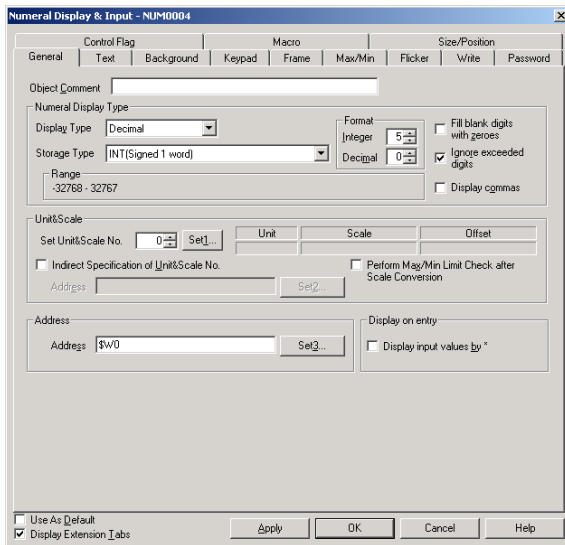 Numeral Display & Input - NUM0004
Control Flag Macro Size/Position
General Text Background Keypad Frame Max/Min Flicker Write Password
Object Comment
Numeral Display Type
Display Type Decimal
Storage Type INT(Signed 1 word)
Format
Integer 5
Decimal 0
Fill blank digits
with zeroes
Ignore exceeded
digits
Display commas
Range
-32768 - 32767
Unit&Scale
Set Unit&Scale No. 0 Set1...
Unit Scale Offset
Indirect Specification of Unit&Scale No.
Address Set2...
Perform Max/Min Limit Check after
Scale Conversion
Address
Address $W0 Set3...
Display on entry
Display input values by *
Use As Default
Display Extension Tabs
Apply OK Cancel Help